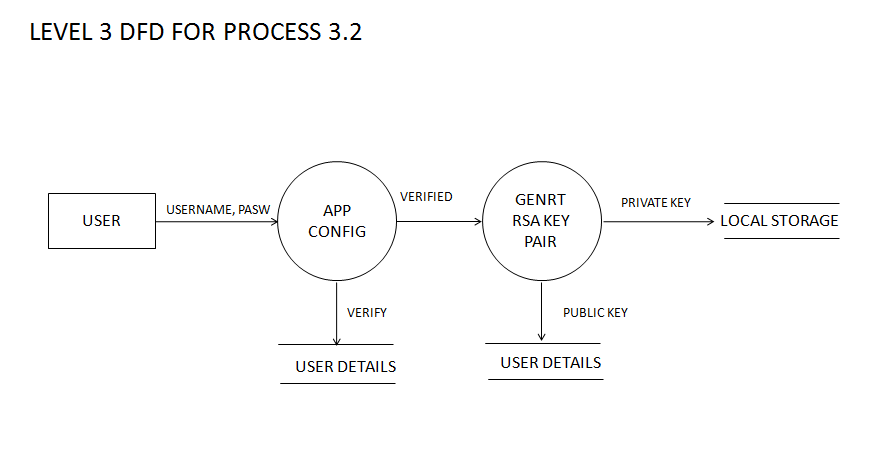 LEVEL 3 DFD FOR PROCESS 3.2
USER
USERNAME, PASW
APP
CONFIG
VERIFIED
GENRT
RSA KEY
PAIR
PRIVATE KEY
LOCAL STORAGE
VERIFY
USER DETAILS
PUBLIC KEY
USER DETAILS